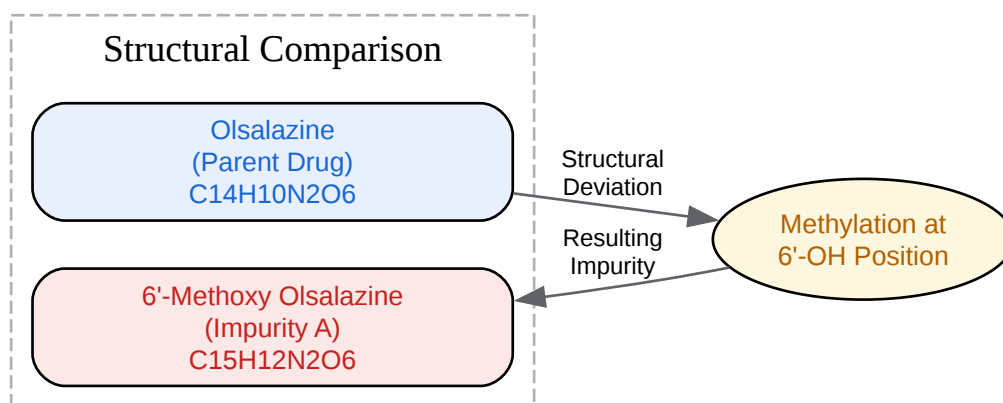 Structural Comparison
Olsalazine
(Parent Drug)
C14H10N2O6
Structural
Deviation
Methylation at
6'-OH Position
Resulting
Impurity
6'-Methoxy Olsalazine
(Impurity A)
C15H12N2O6